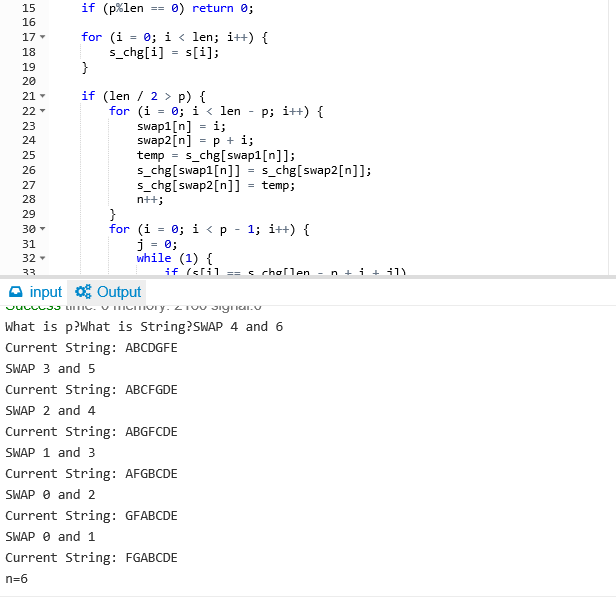 15 if (p%len == 0) return 0;
16
17 for (i = 0; i < len; i++) {
18 s_chg[i] = s[i];
19 }
20
21 if (len / 2 > p) {
22 for (i = 0; i < len - p; i++) {
23 swap1[n] = i;
24 swap2[n] = p + i;
25 temp = s_chg[swap1[n]];
26 s_chg[swap1[n]] = s_chg[swap2[n]];
27 s_chg[swap2[n]] = temp;
28 n++;
29 }
30 for (i = 0; i < p - 1; i++) {
31 j = 0;
32 while (1) {
33 if (s[i] == s_chg[len - p + i + j])
input Output
Success time: 0 memory: 2160 signal:0
What is p?What is String?SWAP 4 and 6
Current String: ABCDGFE
SWAP 3 and 5
Current String: ABCFGDE
SWAP 2 and 4
Current String: ABGFCDE
SWAP 1 and 3
Current String: AFGBCDE
SWAP 0 and 2
Current String: GFABCDE
SWAP 0 and 1
Current String: FGABCDE
n=6